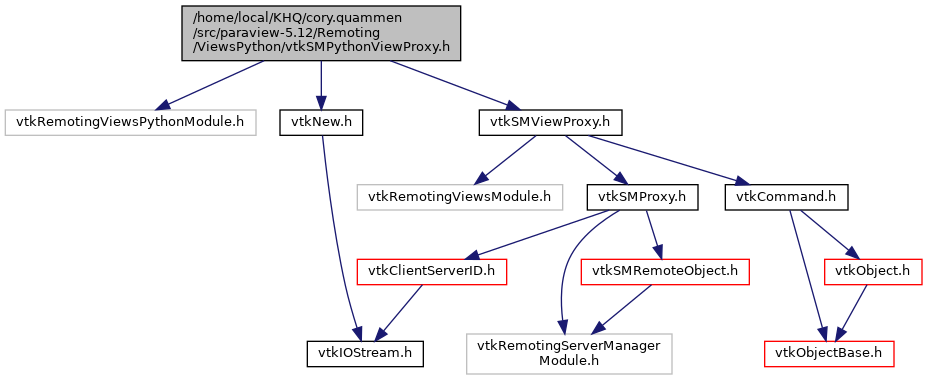 /home/local/KHQ/cory.quammen
/src/paraview-5.12/Remoting
/ViewsPython/vtkSMPythonViewProxy.h
vtkRemotingViewsPythonModule.h
vtkNew.h
vtkSMViewProxy.h
vtkRemotingViewsModule.h
vtkSMProxy.h
vtkCommand.h
vtkClientServerID.h
vtkSMRemoteObject.h
vtkObject.h
vtkIOStream.h
vtkRemotingServerManager
Module.h
vtkObjectBase.h